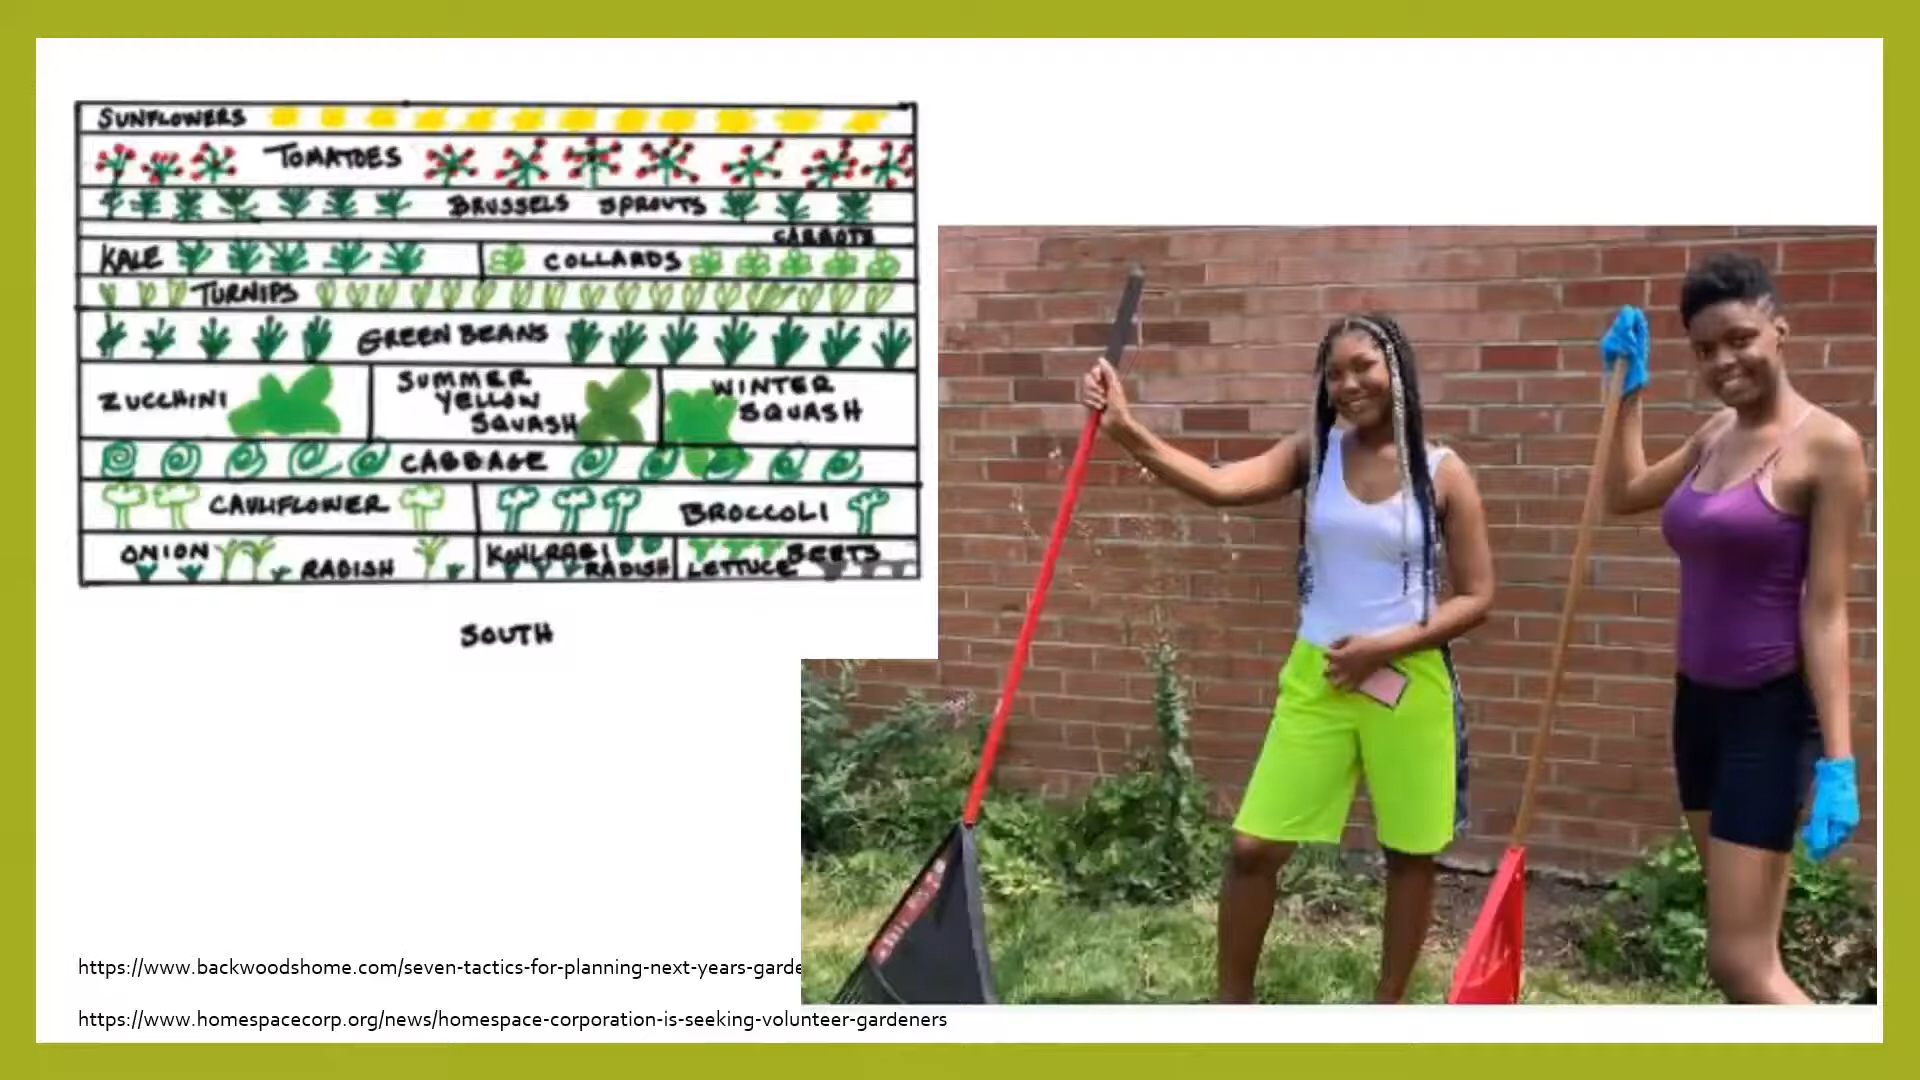 SUNFLOWERS
TOMATOES
BRUSSELS SPROUTS
CARROTS
KALE COLLARDS
TURNIPS
GREEN BEANS
ZUCCHINI
SUMMER
YELLOW
SQUASH
WINTER
SQUASH
CABBAGE
CAULIFLOWER BROCCOLI
ONION
RADISH
KOHLRABI
RADISH
BEETS
LETTUCE
SOUTH
https://www.backwoodshome.com/seven-tactics-for-planning-next-years-garde
https://www.homespacecorp.org/news/homespace-corporation-is-seeking-volunteer-gardeners